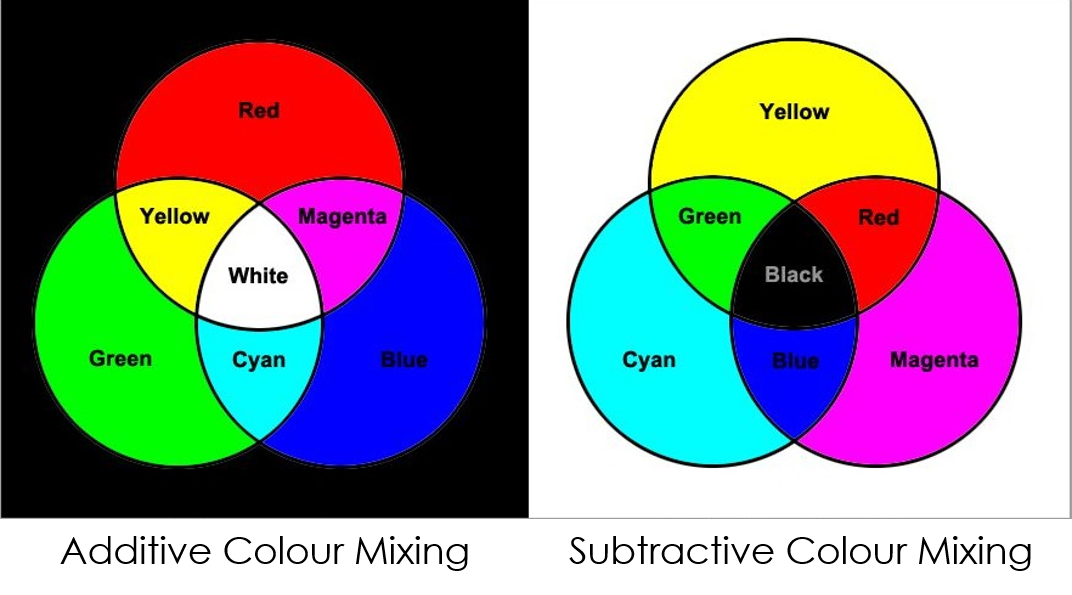 Red
Yellow
Magenta
White
Green
Cyan
Blue
Additive Colour Mixing
Yellow
Green
Red
Black
Cyan
Blue
Magenta
Subtractive Colour Mixing